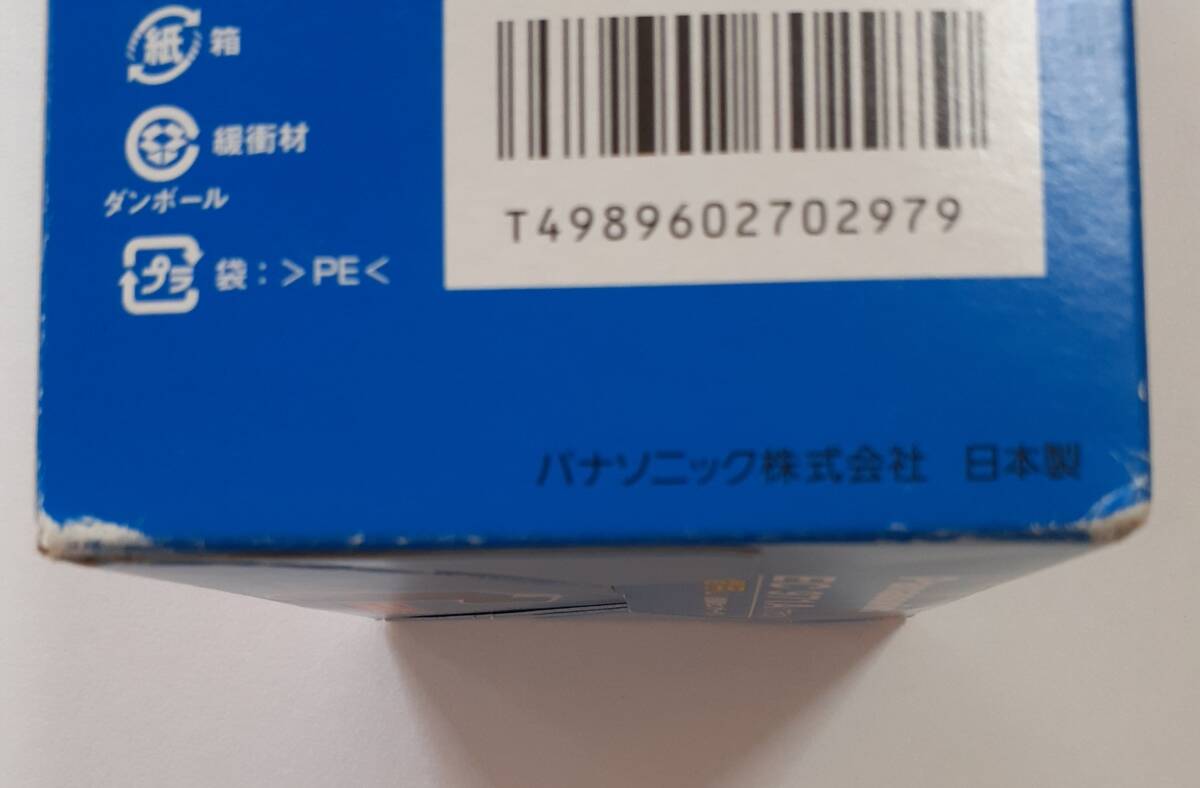 紙 箱
緩衝材
ダンボール
プラ 袋：＞PE＜
T4989602702979
パナソニック株式会社　日本製